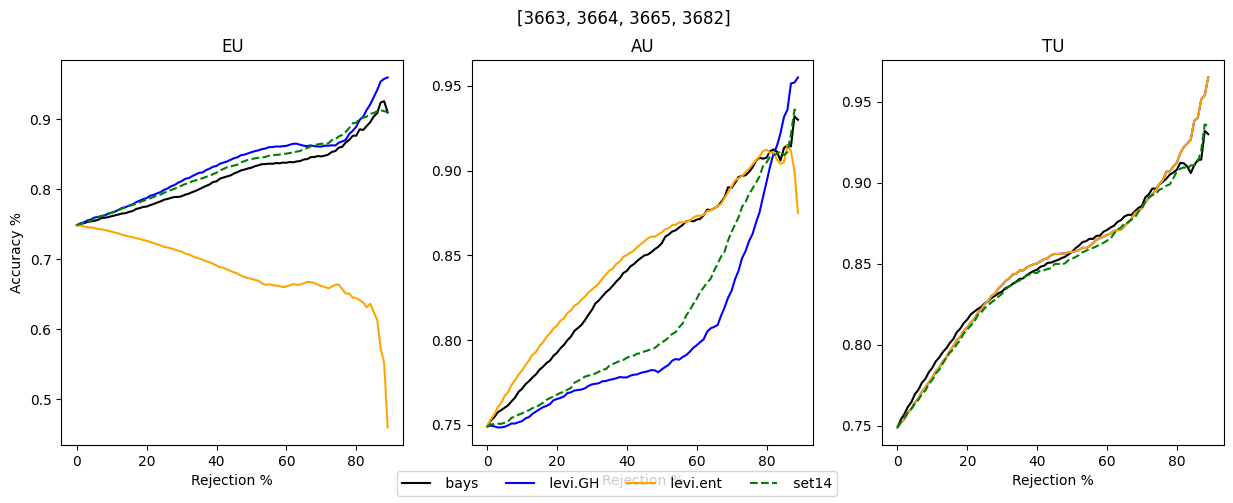 [3663, 3664, 3665, 3682]
EU
AU
TU
Accuracy %
0.9
0.8
0.7
0.6
0.5
0.95
0.90
0.85
0.80
0.75
0.95
0.90
0.85
0.80
0.75
0 20 40 60 80
0 20 40 60 80
0 20 40 60 80
Rejection %
Rejection %
Rejection %
bays levi.GH levi.ent set14